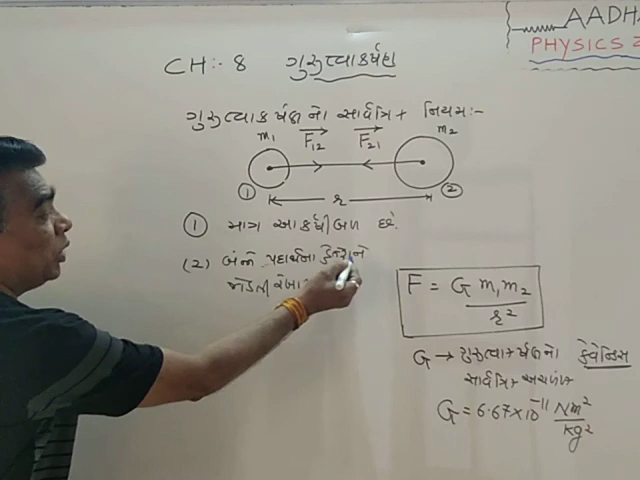 AADHA
PHYSICS
CH:- 8 ગુરુત્વાકર્ષણ
ગુરુત્વાકર્ષણનો સાર્વત્રિક નિયમ:-
m₁ F₁₂ F₂₁ m₂
① r ②
① માત્ર આકર્ષી બળ છે.
(2) બંને પદાર્થના કેન્દ્રોને
જોડતી રેખા
F = G m₁m₂ / r²
G → ગુરુત્વાકર્ષણનો કેવેન્ડિસ
સાર્વત્રિક અચળાંક
G = 6.67×10⁻¹¹ Nm²/kg²